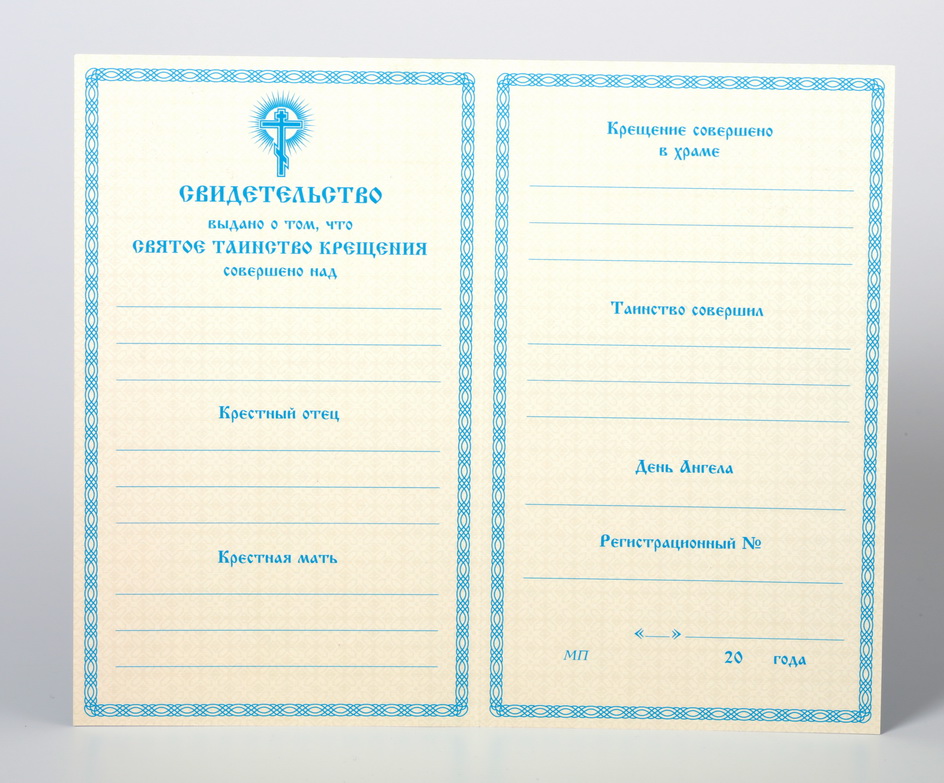 СВИДЕТЕЛЬСТВО
выдано о том, что
СВЯТОЕ ТАИНСТВО КРЕЩЕНИЯ
совершено над
Крестный отец
Крестная мать
Крещение совершено
в храме
Таинство совершил
День Ангела
Регистрационный №
«__»
МП 20 года